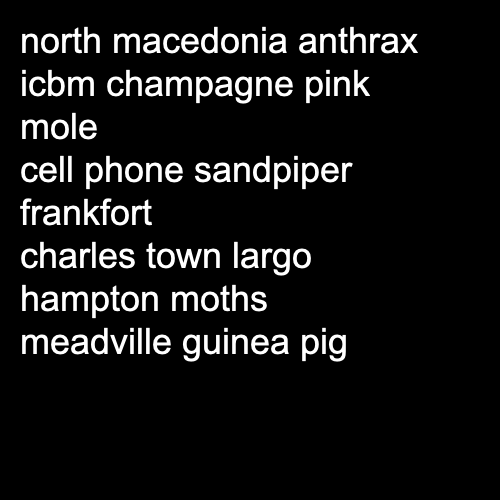 north macedonia anthrax
icbm champagne pink
mole
cell phone sandpiper
frankfort
charles town largo
hampton moths
meadville guinea pig